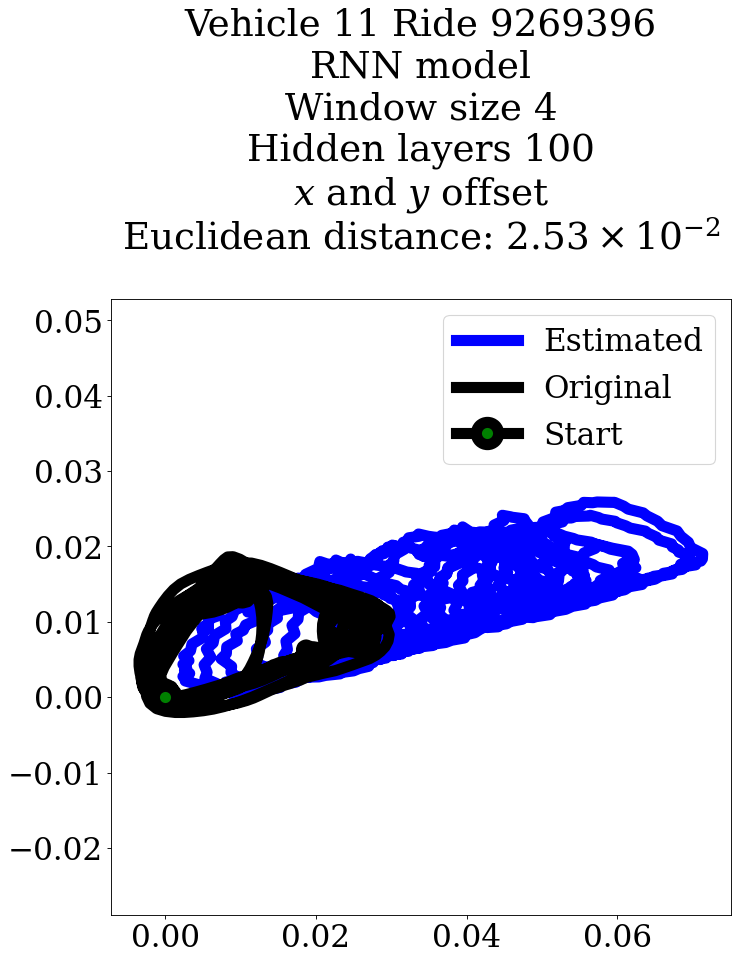 Vehicle 11 Ride 9269396
RNN model
Window size 4
Hidden layers 100
x and y offset
Euclidean distance: 2.53 × 10⁻²
0.05
0.04
0.03
0.02
0.01
0.00
−0.01
−0.02
Estimated
Original
Start
0.00 0.02 0.04 0.06